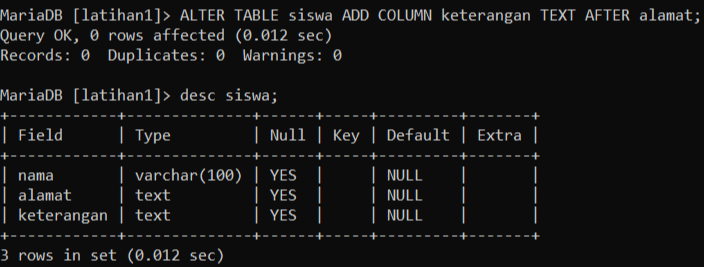 MariaDB [latihan1]> ALTER TABLE siswa ADD COLUMN keterangan TEXT AFTER alamat;
Query OK, 0 rows affected (0.012 sec)
Records: 0  Duplicates: 0  Warnings: 0

MariaDB [latihan1]> desc siswa;
+------------+--------------+------+-----+---------+-------+
| Field      | Type         | Null | Key | Default | Extra |
+------------+--------------+------+-----+---------+-------+
| nama       | varchar(100) | YES  |     | NULL    |       |
| alamat     | text         | YES  |     | NULL    |       |
| keterangan | text         | YES  |     | NULL    |       |
+------------+--------------+------+-----+---------+-------+
3 rows in set (0.012 sec)